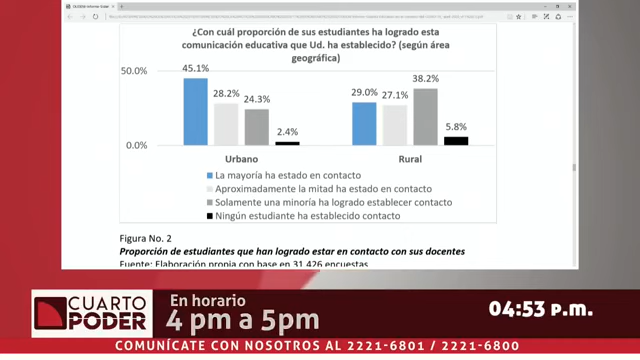 ¿Con cuál proporción de sus estudiantes ha logrado esta
comunicación educativa que Ud. ha establecido? (según área
geográfica)
50.0%
0.0%
45.1%
28.2%
24.3%
2.4%
29.0%
27.1%
38.2%
5.8%
Urbano
Rural
La mayoría ha estado en contacto
Aproximadamente la mitad ha estado en contacto
Solamente una minoría ha logrado establecer contacto
Ningún estudiante ha establecido contacto
Figura No. 2
Proporción de estudiantes que han logrado estar en contacto con sus docentes
Fuente: Elaboración propia con base en 31,426 encuestas
CUARTO
PODER
En horario
4 pm a 5pm
04:53 p.m.
COMUNÍCATE CON NOSOTROS AL 2221-6801 / 2221-6800